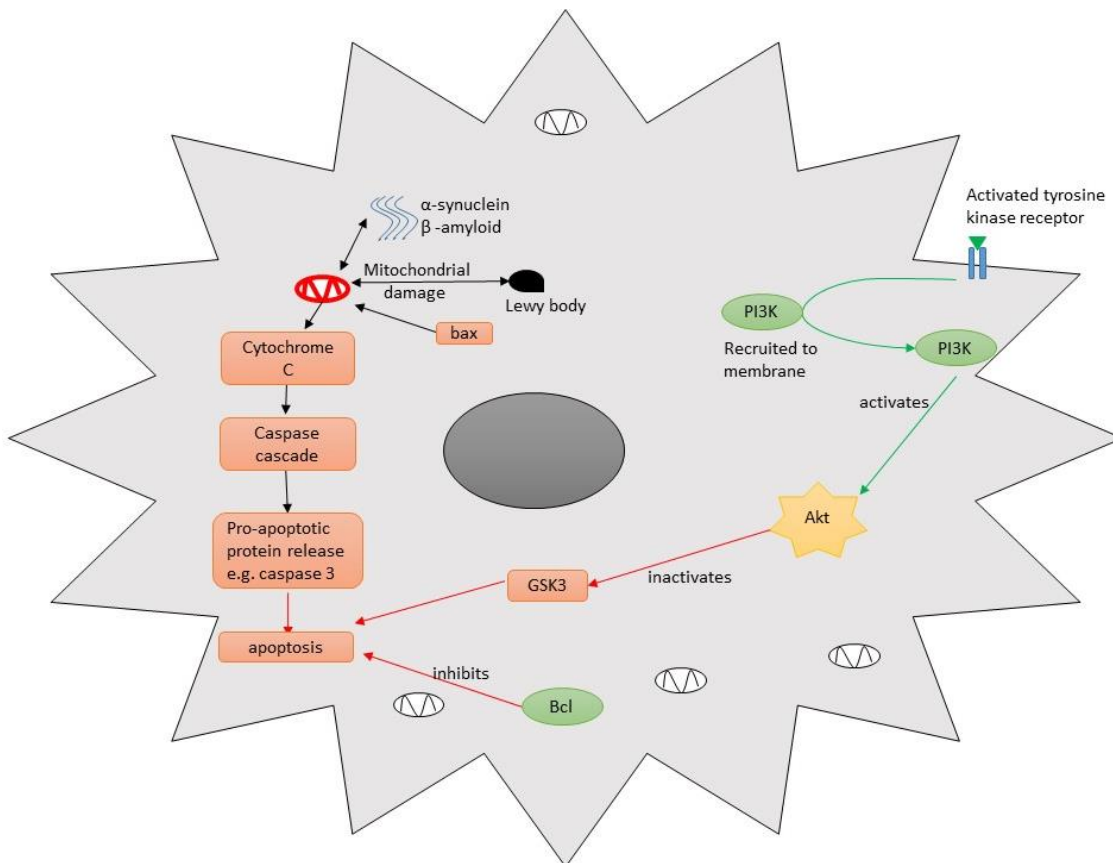 α-synuclein
β -amyloid
Mitochondrial
damage
Lewy body
bax
Cytochrome
C
Caspase
cascade
Pro-apoptotic
protein release
e.g. caspase 3
apoptosis
Activated tyrosine
kinase receptor
PI3K
Recruited to
membrane
PI3K
activates
Akt
inactivates
GSK3
inhibits
Bcl